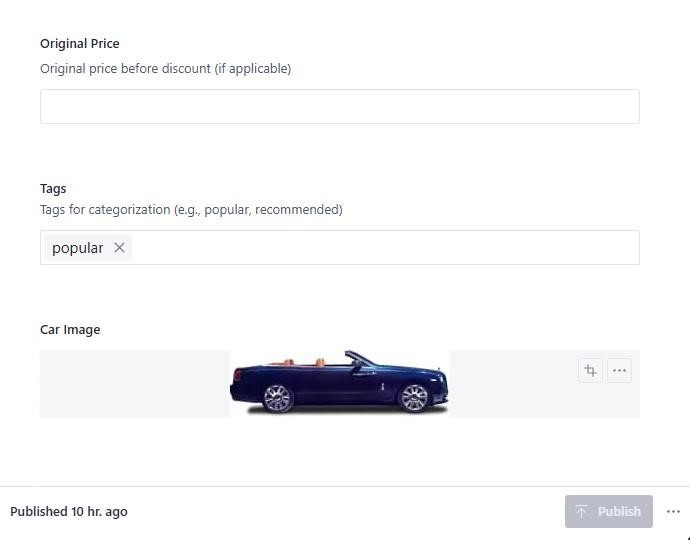 Original Price
Original price before discount (if applicable)
Tags
Tags for categorization (e.g., popular, recommended)
popular
Car Image
Published 10 hr. ago
Publish